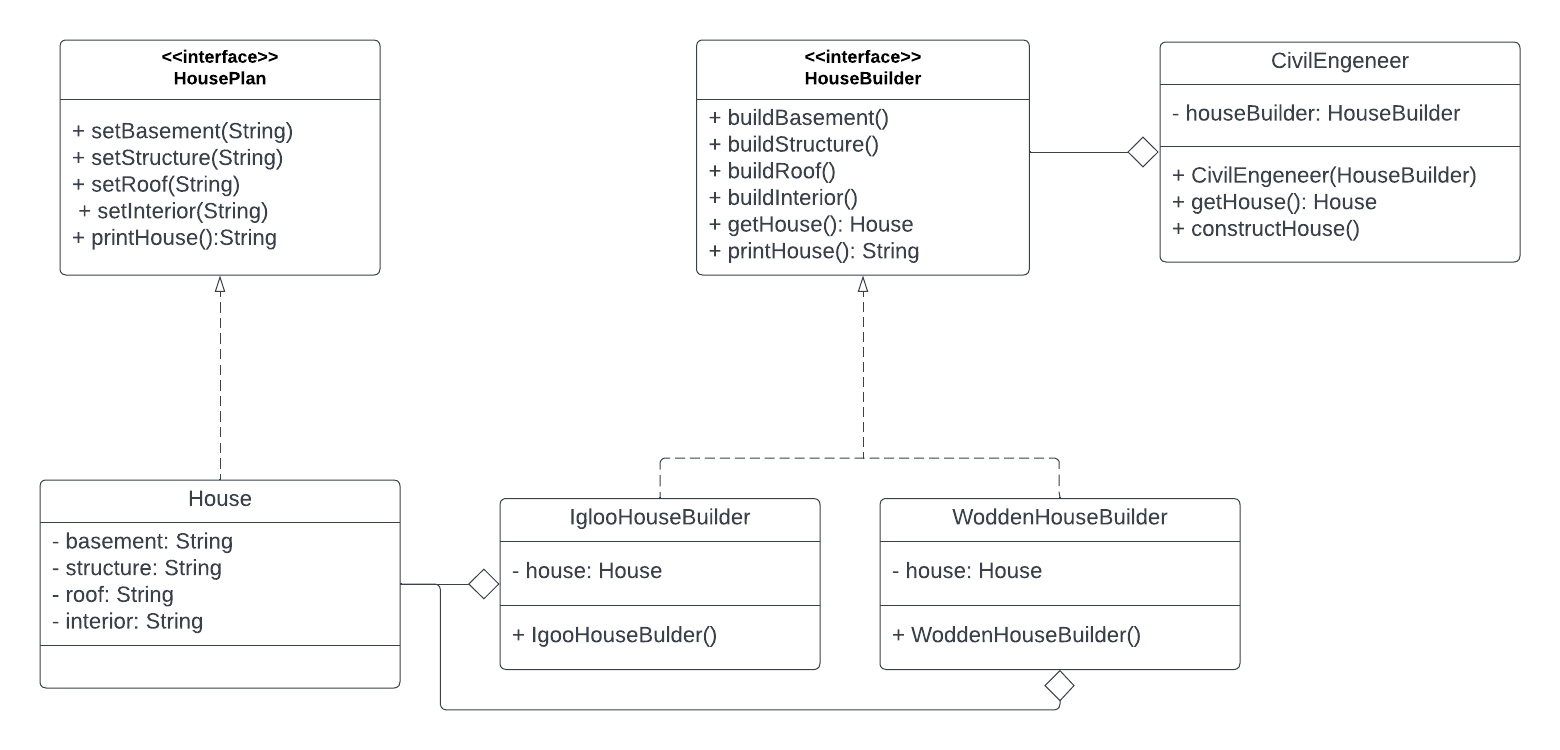 <<interface>>
HousePlan
+ setBasement(String)
+ setStructure(String)
+ setRoof(String)
+ setInterior(String)
+ printHouse():String
<<interface>>
HouseBuilder
+ buildBasement()
+ buildStructure()
+ buildRoof()
+ buildInterior()
+ getHouse(): House
+ printHouse(): String
CivilEngeneer
- houseBuilder: HouseBuilder
+ CivilEngeneer(HouseBuilder)
+ getHouse(): House
+ constructHouse()
House
- basement: String
- structure: String
- roof: String
- interior: String
IglooHouseBuilder
- house: House
+ IgooHouseBulder()
WoddenHouseBuilder
- house: House
+ WoddenHouseBuilder()